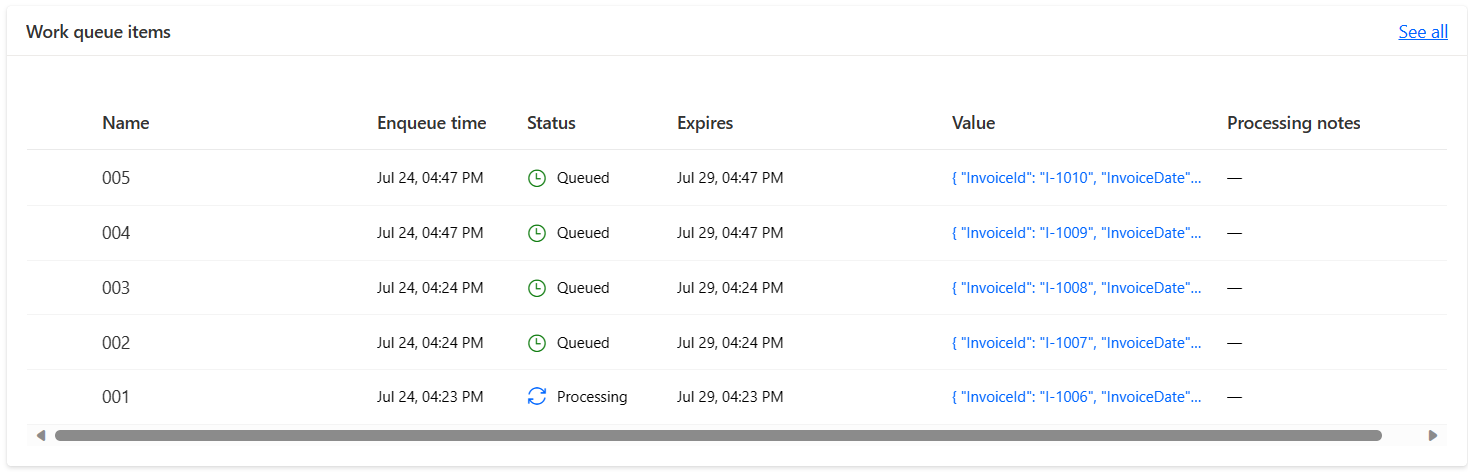 Work queue items See all
Name Enqueue time Status Expires Value Processing notes
005 Jul 24, 04:47 PM Queued Jul 29, 04:47 PM { "InvoiceId": "I-1010", "InvoiceDate"... —
004 Jul 24, 04:47 PM Queued Jul 29, 04:47 PM { "InvoiceId": "I-1009", "InvoiceDate"... —
003 Jul 24, 04:24 PM Queued Jul 29, 04:24 PM { "InvoiceId": "I-1008", "InvoiceDate"... —
002 Jul 24, 04:24 PM Queued Jul 29, 04:24 PM { "InvoiceId": "I-1007", "InvoiceDate"... —
001 Jul 24, 04:23 PM Processing Jul 29, 04:23 PM { "InvoiceId": "I-1006", "InvoiceDate"... —